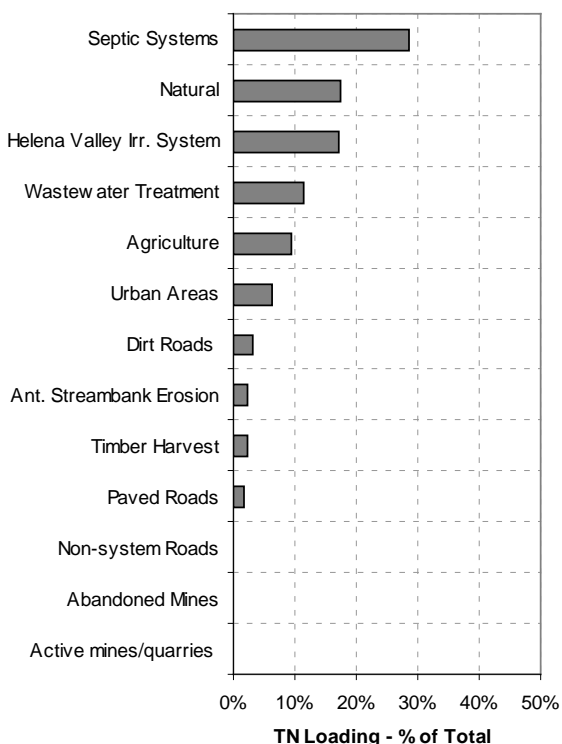 Septic Systems
Natural
Helena Valley Irr. System
Wastewater Treatment
Agriculture
Urban Areas
Dirt Roads
Ant. Streambank Erosion
Timber Harvest
Paved Roads
Non-system Roads
Abandoned Mines
Active mines/quarries
0% 10% 20% 30% 40% 50%
TN Loading - % of Total